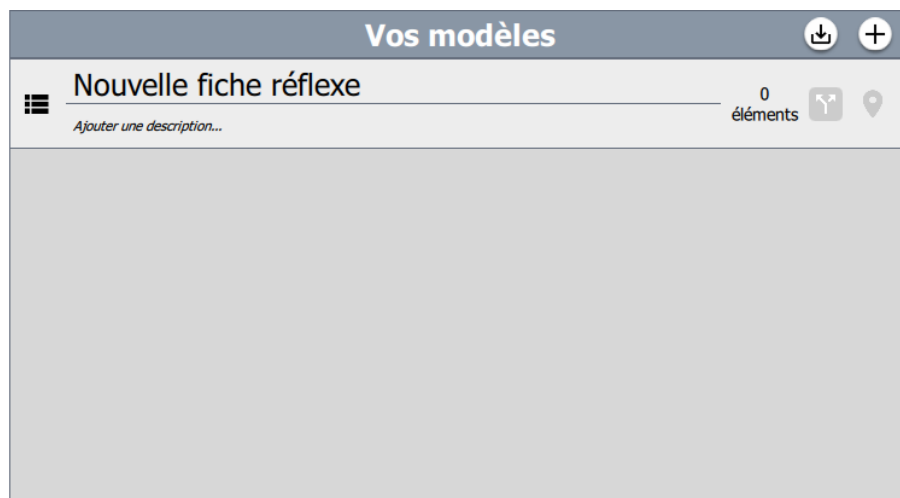 Vos modèles
Nouvelle fiche réflexe
Ajouter une description...
0
éléments